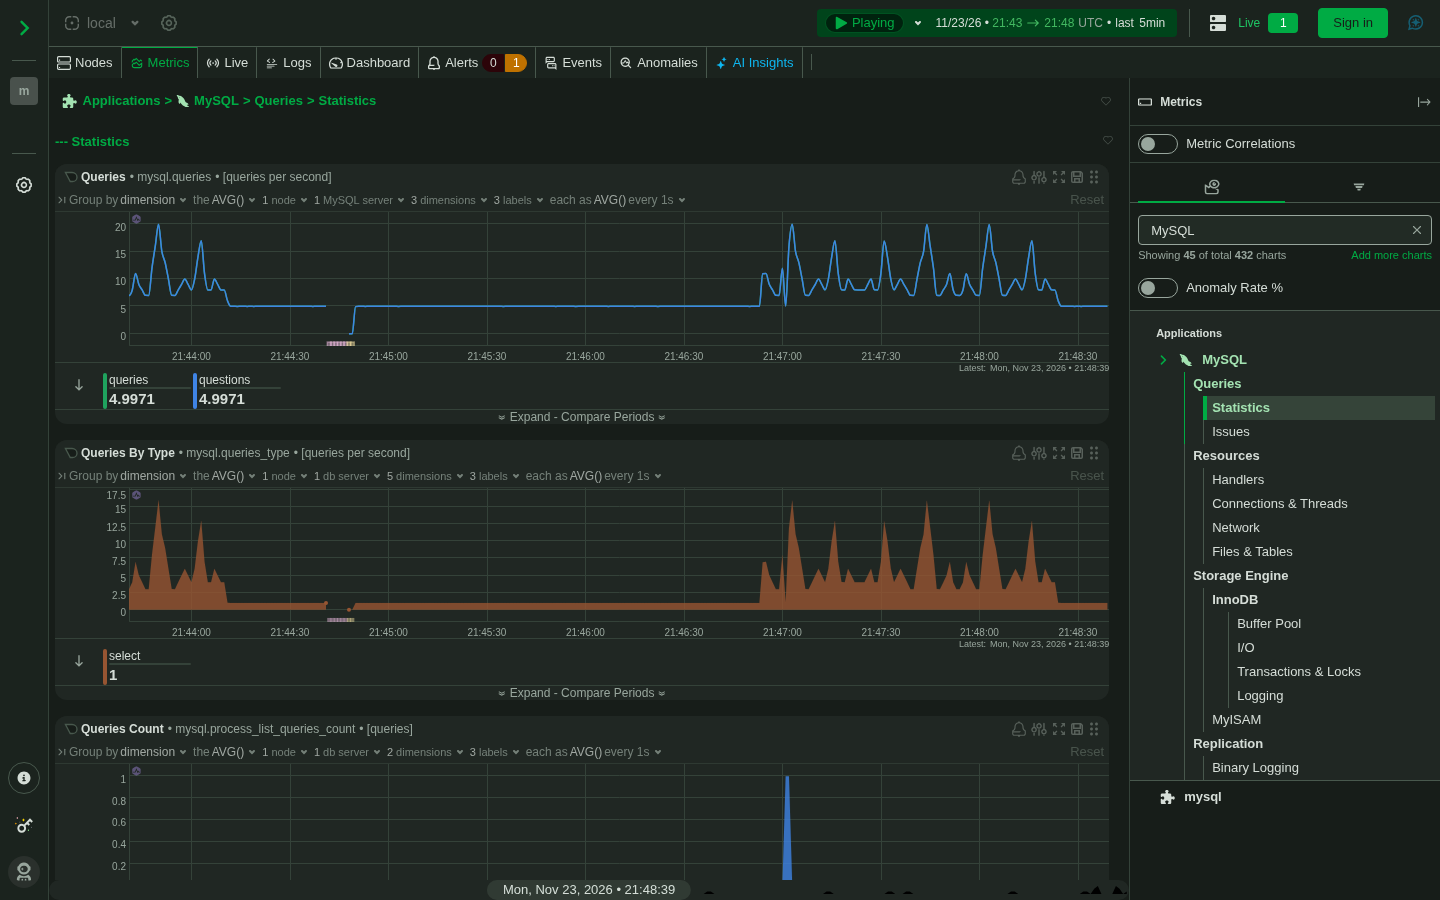 local
Playing 11/23/26 • 21:43 → 21:48 UTC • last 5min
Live 1
Sign in
m
Nodes Metrics Live Logs Dashboard Alerts 0 1 Events Anomalies AI Insights
Applications > MySQL > Queries > Statistics
--- Statistics
Queries • mysql.queries • [queries per second]
Group by dimension the AVG() 1 node 1 MySQL server 3 dimensions 3 labels each as AVG() every 1s Reset
20
15
10
5
0
21:44:00 21:44:30 21:45:00 21:45:30 21:46:00 21:46:30 21:47:00 21:47:30 21:48:00 21:48:30
Latest: Mon, Nov 23, 2026 • 21:48:39
queries questions
4.9971 4.9971
Expand - Compare Periods
Queries By Type • mysql.queries_type • [queries per second]
Group by dimension the AVG() 1 node 1 db server 5 dimensions 3 labels each as AVG() every 1s Reset
17.5
15
12.5
10
7.5
5
2.5
0
21:44:00 21:44:30 21:45:00 21:45:30 21:46:00 21:46:30 21:47:00 21:47:30 21:48:00 21:48:30
Latest: Mon, Nov 23, 2026 • 21:48:39
select
1
Expand - Compare Periods
Queries Count • mysql.process_list_queries_count • [queries]
Group by dimension the AVG() 1 node 1 db server 2 dimensions 3 labels each as AVG() every 1s Reset
1
0.8
0.6
0.4
0.2
Mon, Nov 23, 2026 • 21:48:39
Metrics
Metric Correlations
MySQL
Showing 45 of total 432 charts Add more charts
Anomaly Rate %
Applications
MySQL
Queries
Statistics
Issues
Resources
Handlers
Connections & Threads
Network
Files & Tables
Storage Engine
InnoDB
Buffer Pool
I/O
Transactions & Locks
Logging
MyISAM
Replication
Binary Logging
mysql